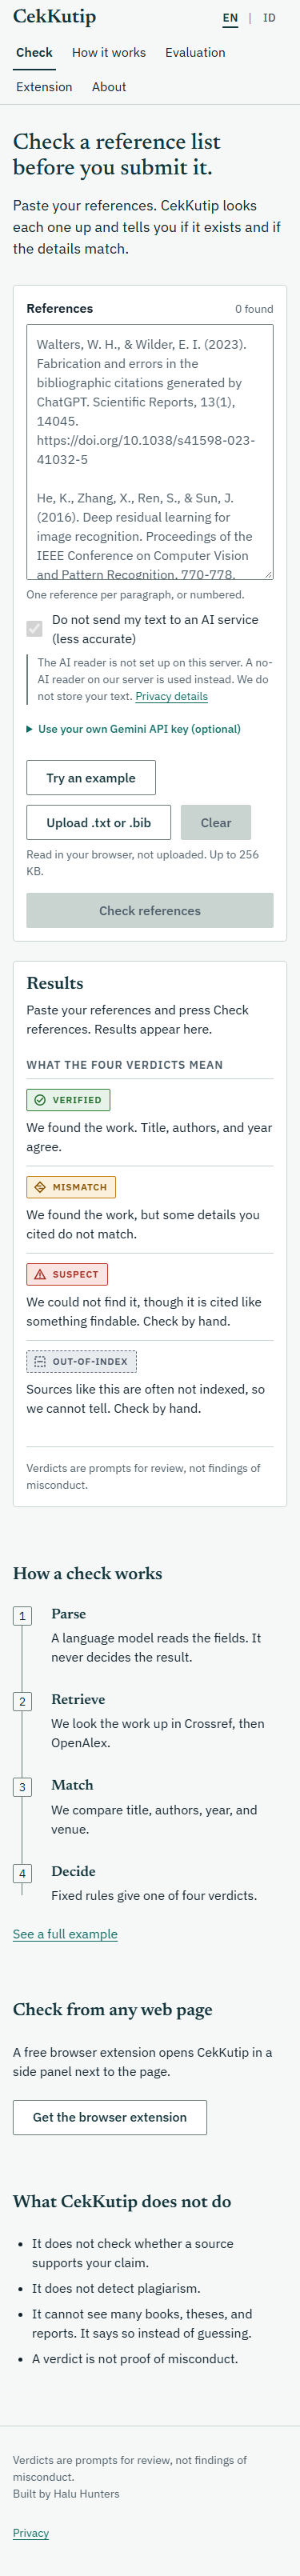 CekKutip
EN | ID
Check How it works Evaluation
Extension About
Check a reference list
before you submit it.
Paste your references. CekKutip looks
each one up and tells you if it exists and if
the details match.
References 0 found
Walters, W. H., & Wilder, E. I. (2023).
Fabrication and errors in the
bibliographic citations generated by
ChatGPT. Scientific Reports, 13(1),
14045.
https://doi.org/10.1038/s41598-023-
41032-5
He, K., Zhang, X., Ren, S., & Sun, J.
(2016). Deep residual learning for
image recognition. Proceedings of the
IEEE Conference on Computer Vision
and Pattern Recognition, 770-778.
One reference per paragraph, or numbered.
Do not send my text to an AI service
(less accurate)
The AI reader is not set up on this server. A no-
AI reader on our server is used instead. We do
not store your text. Privacy details
Use your own Gemini API key (optional)
Try an example
Upload .txt or .bib Clear
Read in your browser, not uploaded. Up to 256
KB.
Check references
Results
Paste your references and press Check
references. Results appear here.
WHAT THE FOUR VERDICTS MEAN
VERIFIED
We found the work. Title, authors, and year
agree.
MISMATCH
We found the work, but some details you
cited do not match.
SUSPECT
We could not find it, though it is cited like
something findable. Check by hand.
OUT-OF-INDEX
Sources like this are often not indexed, so
we cannot tell. Check by hand.
Verdicts are prompts for review, not findings of
misconduct.
How a check works
1 Parse
A language model reads the fields. It
never decides the result.
2 Retrieve
We look the work up in Crossref, then
OpenAlex.
3 Match
We compare title, authors, year, and
venue.
4 Decide
Fixed rules give one of four verdicts.
See a full example
Check from any web page
A free browser extension opens CekKutip in a
side panel next to the page.
Get the browser extension
What CekKutip does not do
• It does not check whether a source
supports your claim.
• It does not detect plagiarism.
• It cannot see many books, theses, and
reports. It says so instead of guessing.
• A verdict is not proof of misconduct.
Verdicts are prompts for review, not findings of
misconduct.
Built by Halu Hunters
Privacy